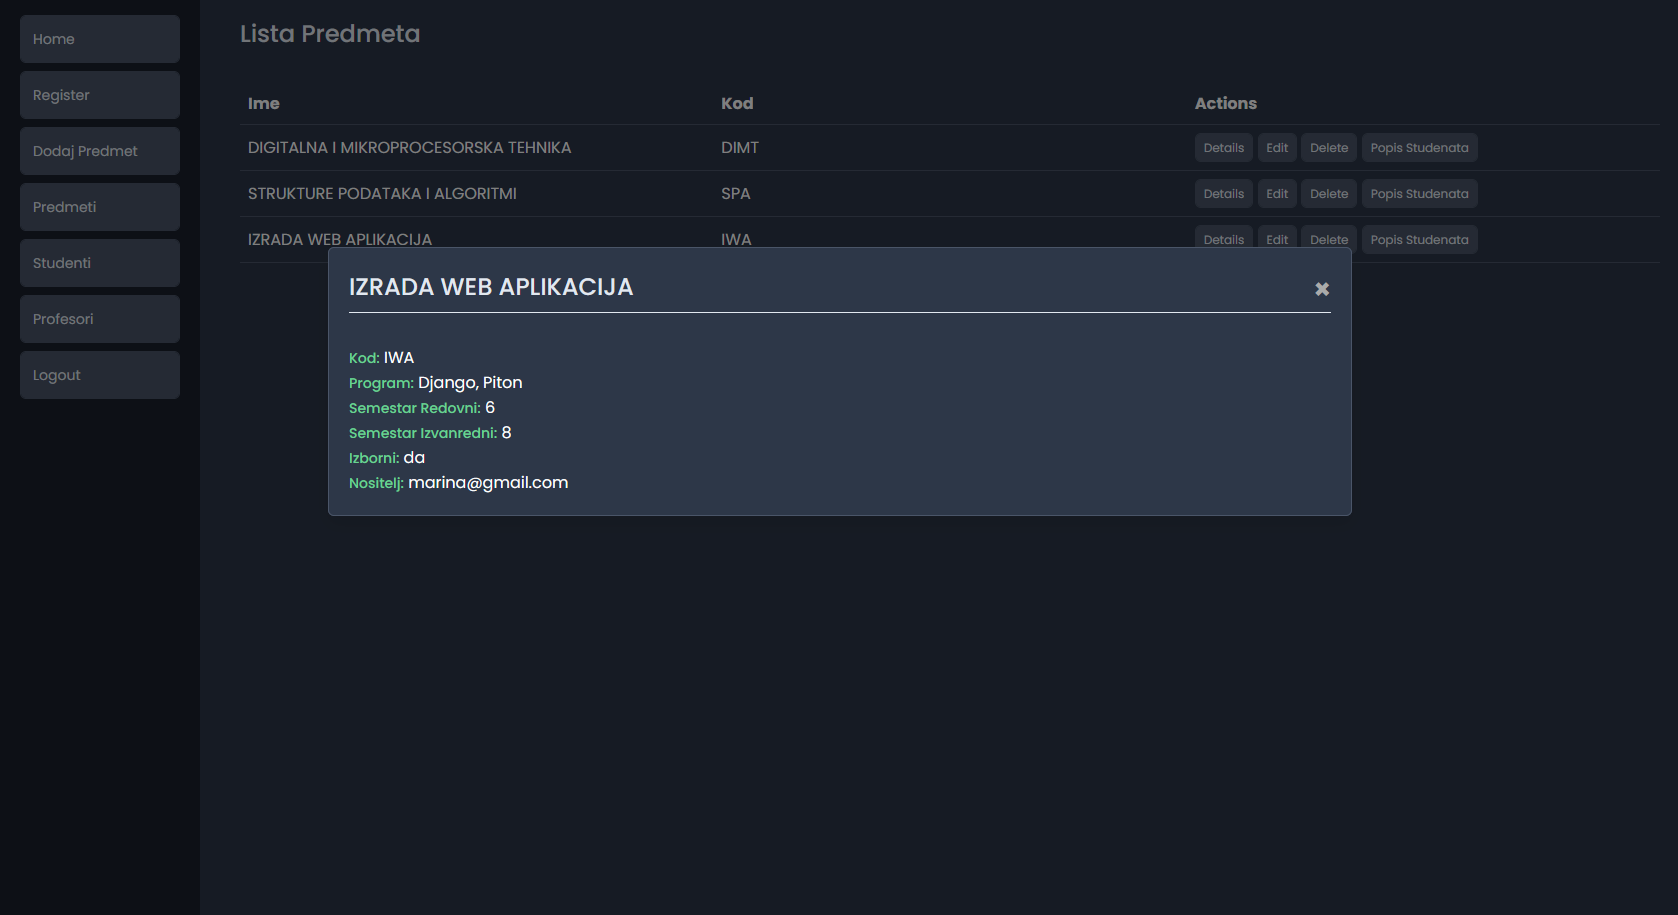 Home
Register
Dodaj Predmet
Predmeti
Studenti
Profesori
Logout
Lista Predmeta
Ime Kod Actions
DIGITALNA I MIKROPROCESORSKA TEHNIKA DIMT Details Edit Delete Popis Studenata
STRUKTURE PODATAKA I ALGORITMI SPA Details Edit Delete Popis Studenata
IZRADA WEB APLIKACIJA IWA Details Edit Delete Popis Studenata
IZRADA WEB APLIKACIJA ✖
Kod: IWA
Program: Django, Piton
Semestar Redovni: 6
Semestar Izvanredni: 8
Izborni: da
Nositelj: marina@gmail.com